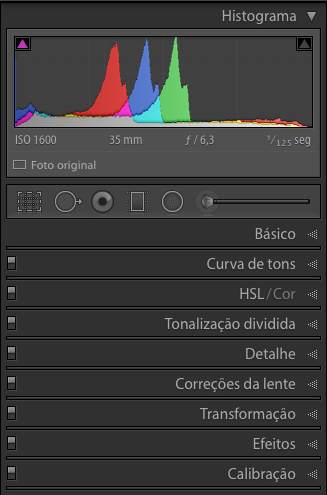 Histograma
ISO 1600 35 mm ƒ / 6,3 1/125 seg
Foto original
Básico
Curva de tons
HSL / Cor
Tonalização dividida
Detalhe
Correções da lente
Transformação
Efeitos
Calibração